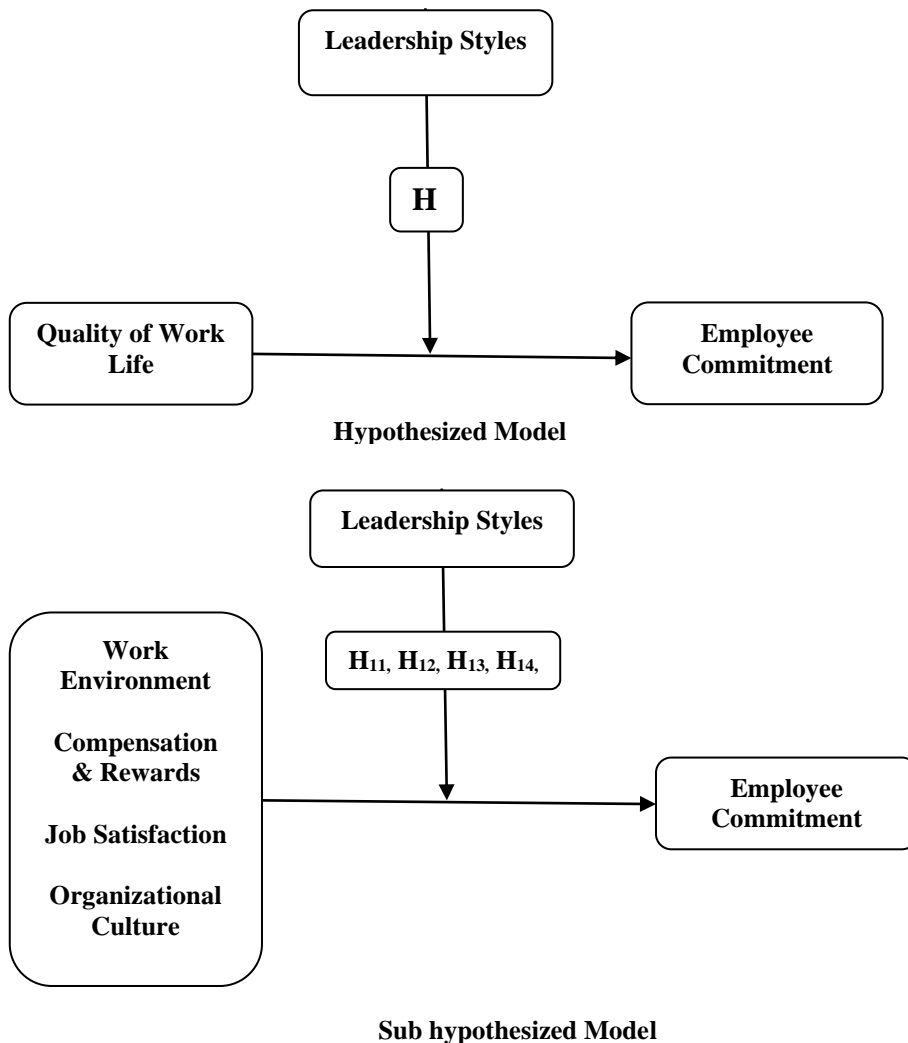 Leadership Styles
H
Quality of Work
Life
Employee
Commitment
Hypothesized Model
Leadership Styles
H₁₁, H₁₂, H₁₃, H₁₄,
Work
Environment
Compensation
& Rewards
Job Satisfaction
Organizational
Culture
Employee
Commitment
Sub hypothesized Model